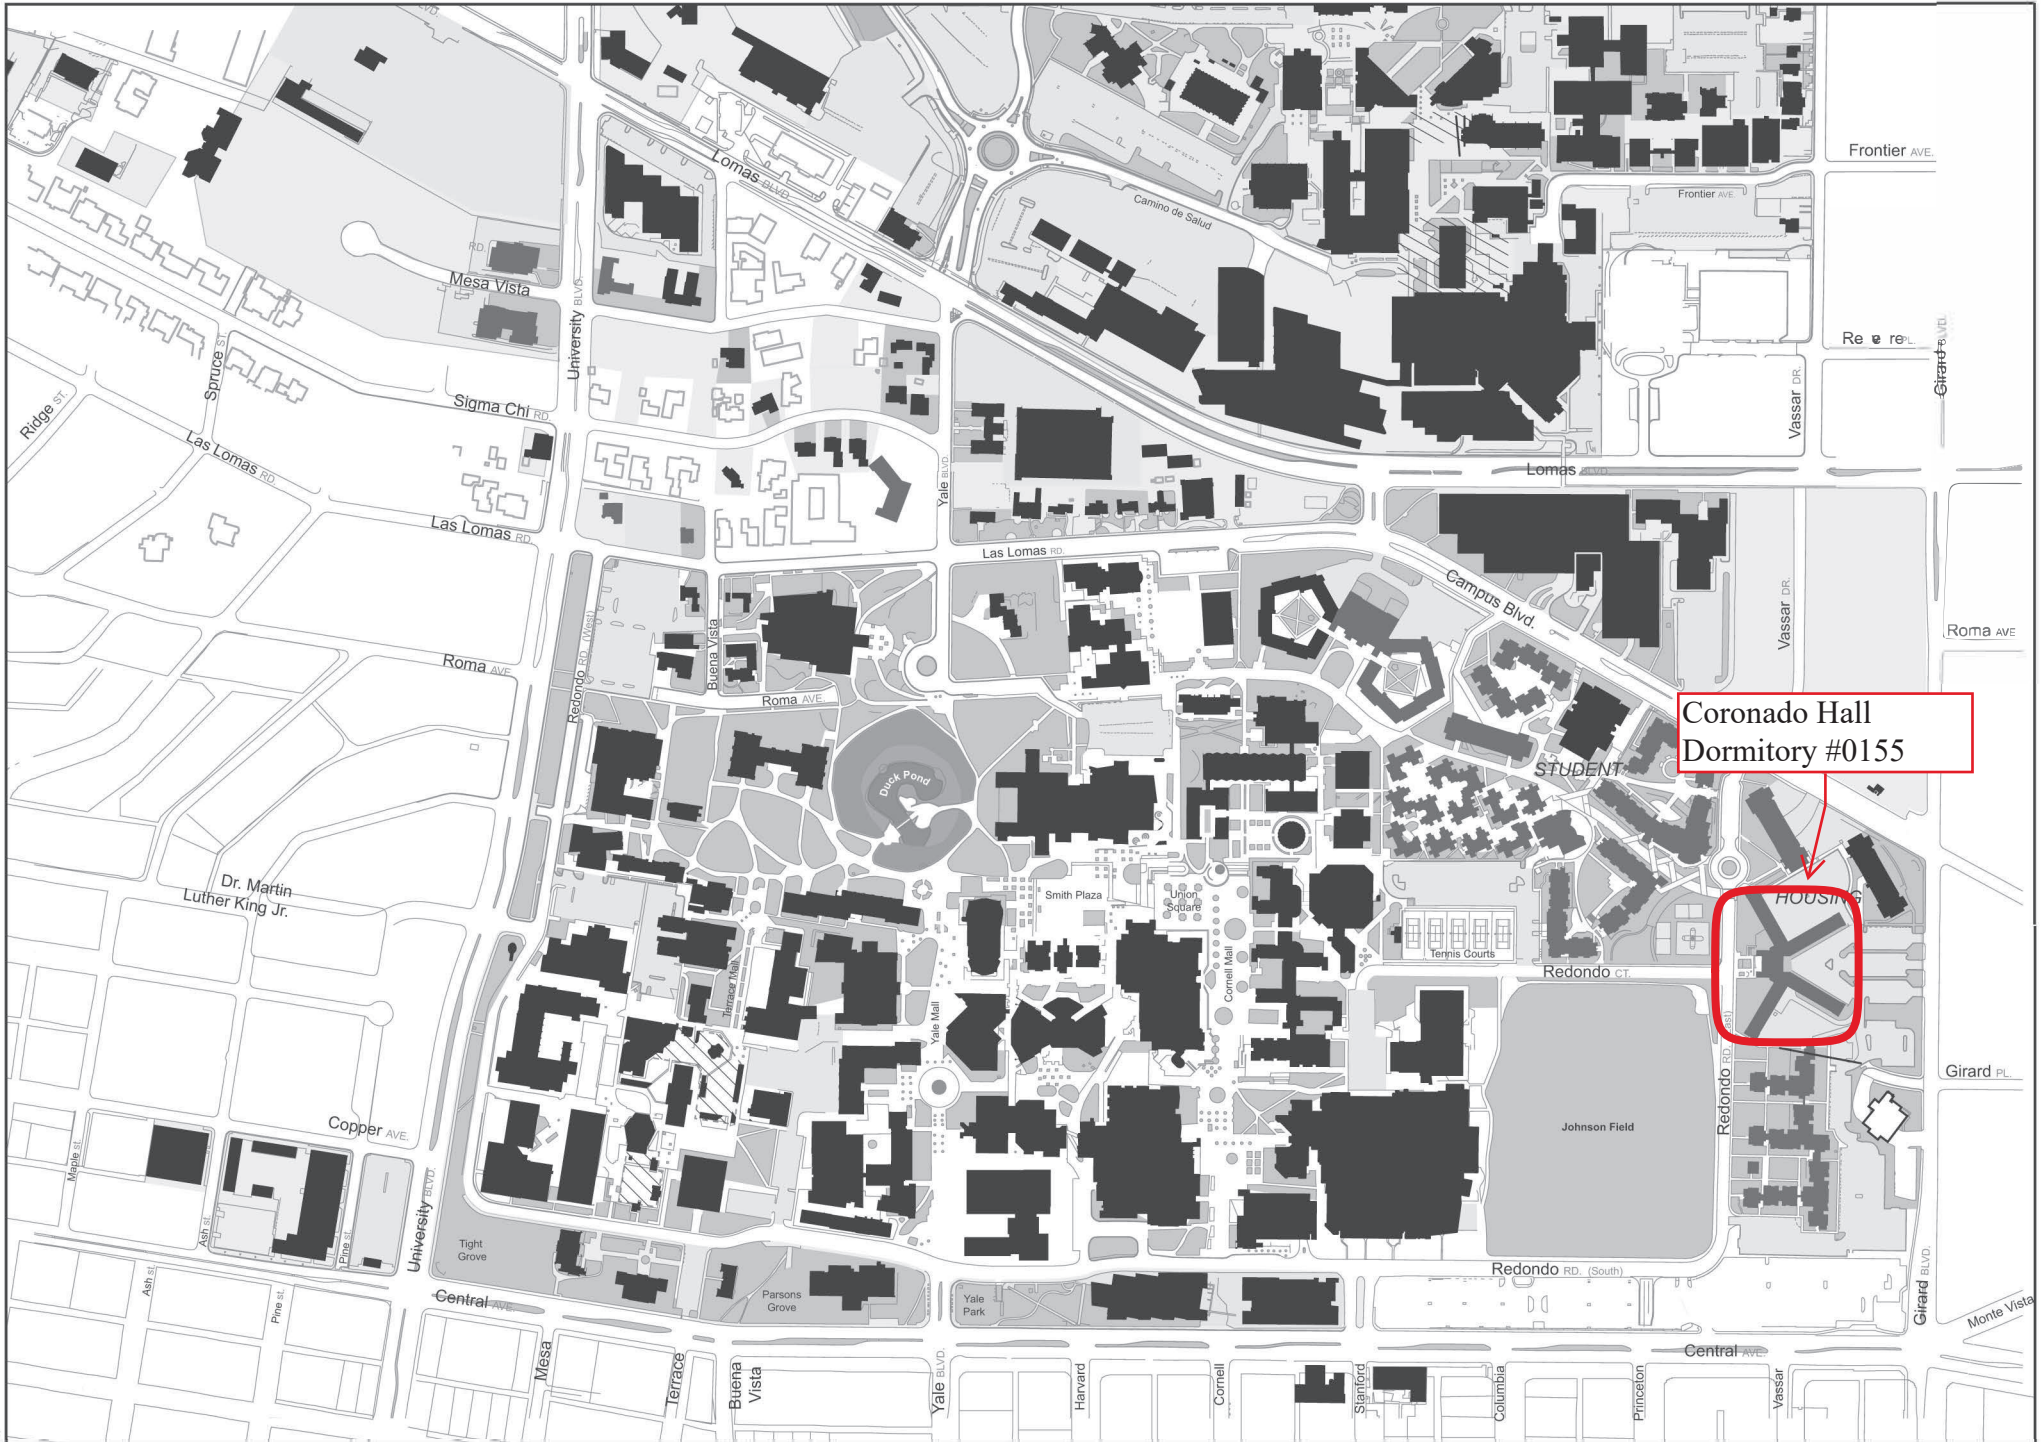 Frontier AVE.
Frontier AVE.
Lomas BLVD.
Camino de Salud
RD.
Mesa Vista
University BLVD.
Re e re PL.
Girard BLVD.
Vassar DR.
Spruce ST.
Ridge ST.
Sigma Chi RD
Las Lomas RD.
Lomas BLVD.
Yale BLVD.
Las Lomas RD.
Las Lomas RD.
Campus Blvd.
Vassar DR.
Roma AVE
Roma AVE.
Redondo RD. (West)
Buena Vista
Roma AVE.
Coronado Hall
Dormitory #0155
STUDENT
Duck Pond
HOUSING
Dr. Martin
Luther King Jr.
Smith Plaza
Union
Square
Tennis Courts
Redondo CT.
Terrace Mall
Yale Mall
Cornell Mall
Redondo RD. (East)
Girard PL.
Johnson Field
Copper AVE.
Maple st.
Ash st.
Pine st.
University BLVD.
Tight
Grove
Redondo RD. (South)
Girard BLVD.
Ash st.
Pine st.
Central AVE.
Parsons
Grove
Yale
Park
Monte Vista
Central AVE.
Mesa
Terrace
Buena
Vista
Yale BLVD.
Harvard
Cornell
Stanford
Columbia
Princeton
Vassar